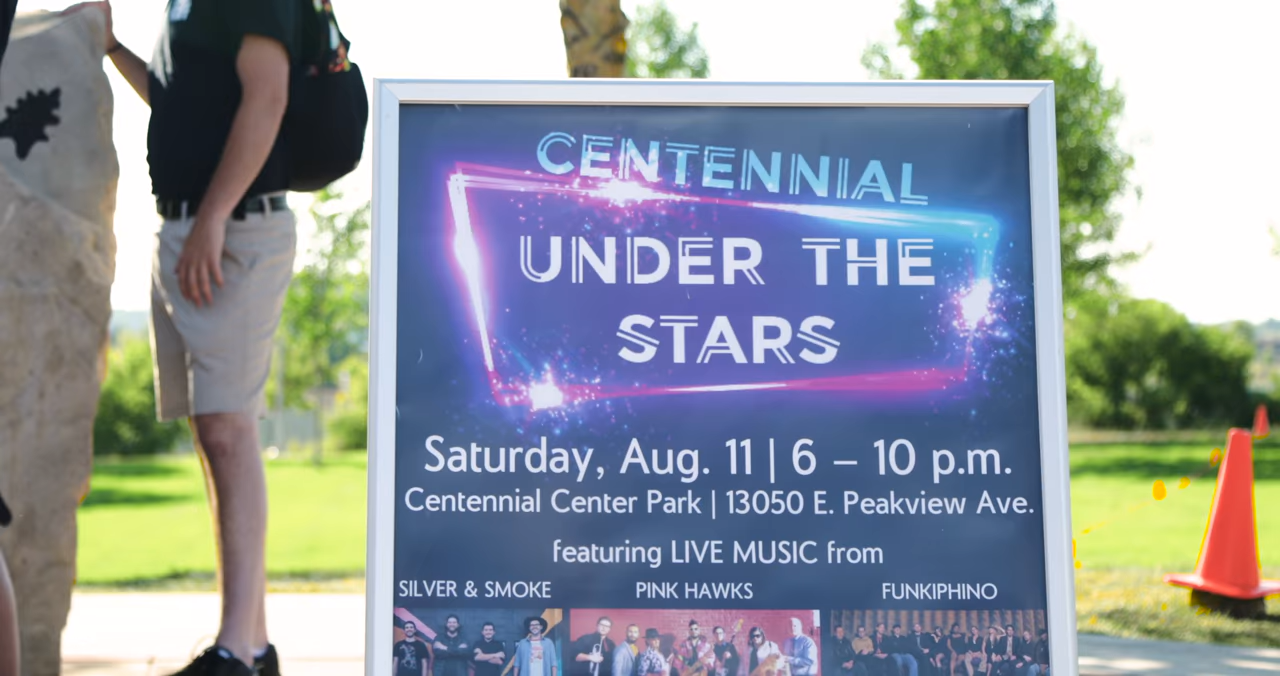 CENTENNIAL
UNDER THE
STARS
Saturday, Aug. 11 | 6 – 10 p.m.
Centennial Center Park | 13050 E. Peakview Ave.
featuring LIVE MUSIC from
SILVER & SMOKE PINK HAWKS FUNKIPHINO